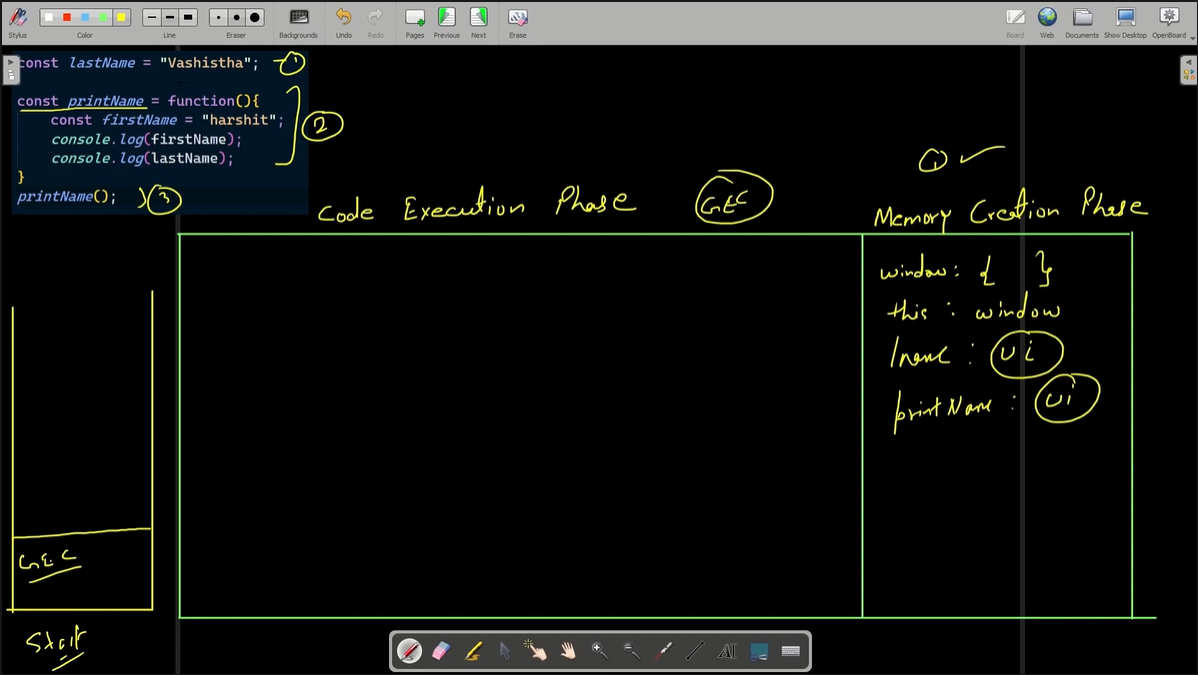 Stylus Color Line Eraser Backgrounds Undo Redo Pages Previous Next Erase Board Web Documents Show Desktop OpenBoard
const lastName = "Vashistha"; 1
const printName = function(){
const firstName = "harshit";
console.log(firstName);
console.log(lastName);
}
2
printName(); 3
1
Code Execution Phase GEC
Memory Creation Phase
window: { }
this : window
lname : ui
printName : ui
GEC
Start
AI